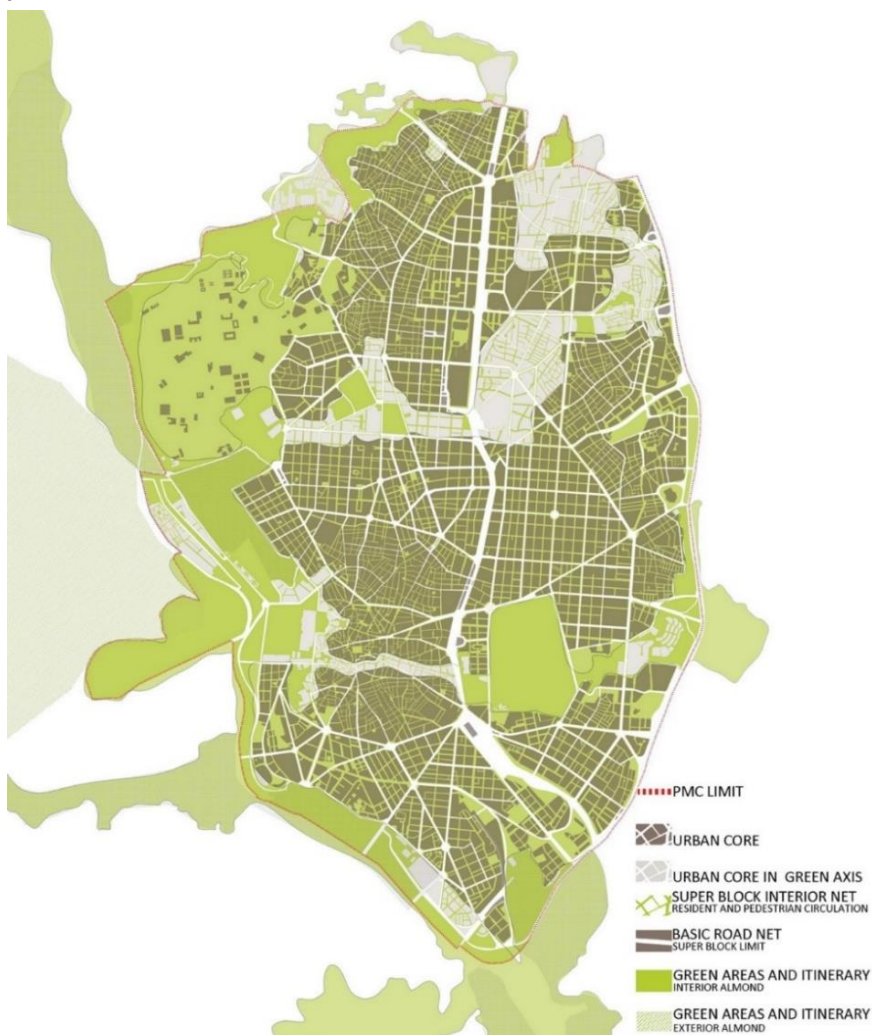 PMC LIMIT
URBAN CORE
URBAN CORE IN GREEN AXIS
SUPER BLOCK INTERIOR NET
RESIDENT AND PEDESTRIAN CIRCULATION
BASIC ROAD NET
SUPER BLOCK LIMIT
GREEN AREAS AND ITINERARY
INTERIOR ALMOND
GREEN AREAS AND ITINERARY
EXTERIOR ALMOND